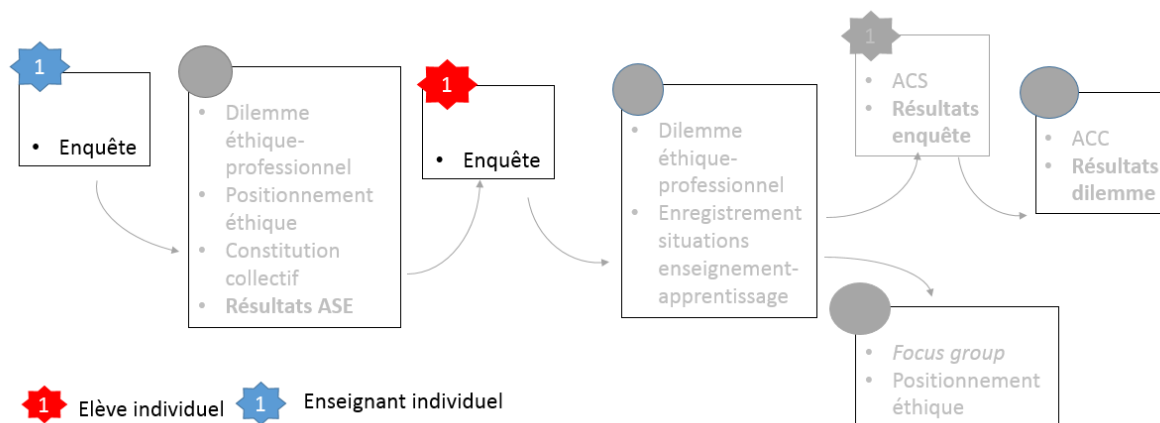 1
• Enquête
• Dilemme
éthique-
professionnel
• Positionnement
éthique
• Constitution
collectif
• Résultats ASE
1
• Enquête
• Dilemme
éthique-
professionnel
• Enregistrement
situations
enseignement-
apprentissage
1
• ACS
• Résultats
enquête
• ACC
• Résultats
dilemme
• Focus group
• Positionnement
éthique
1 Elève individuel
1 Enseignant individuel